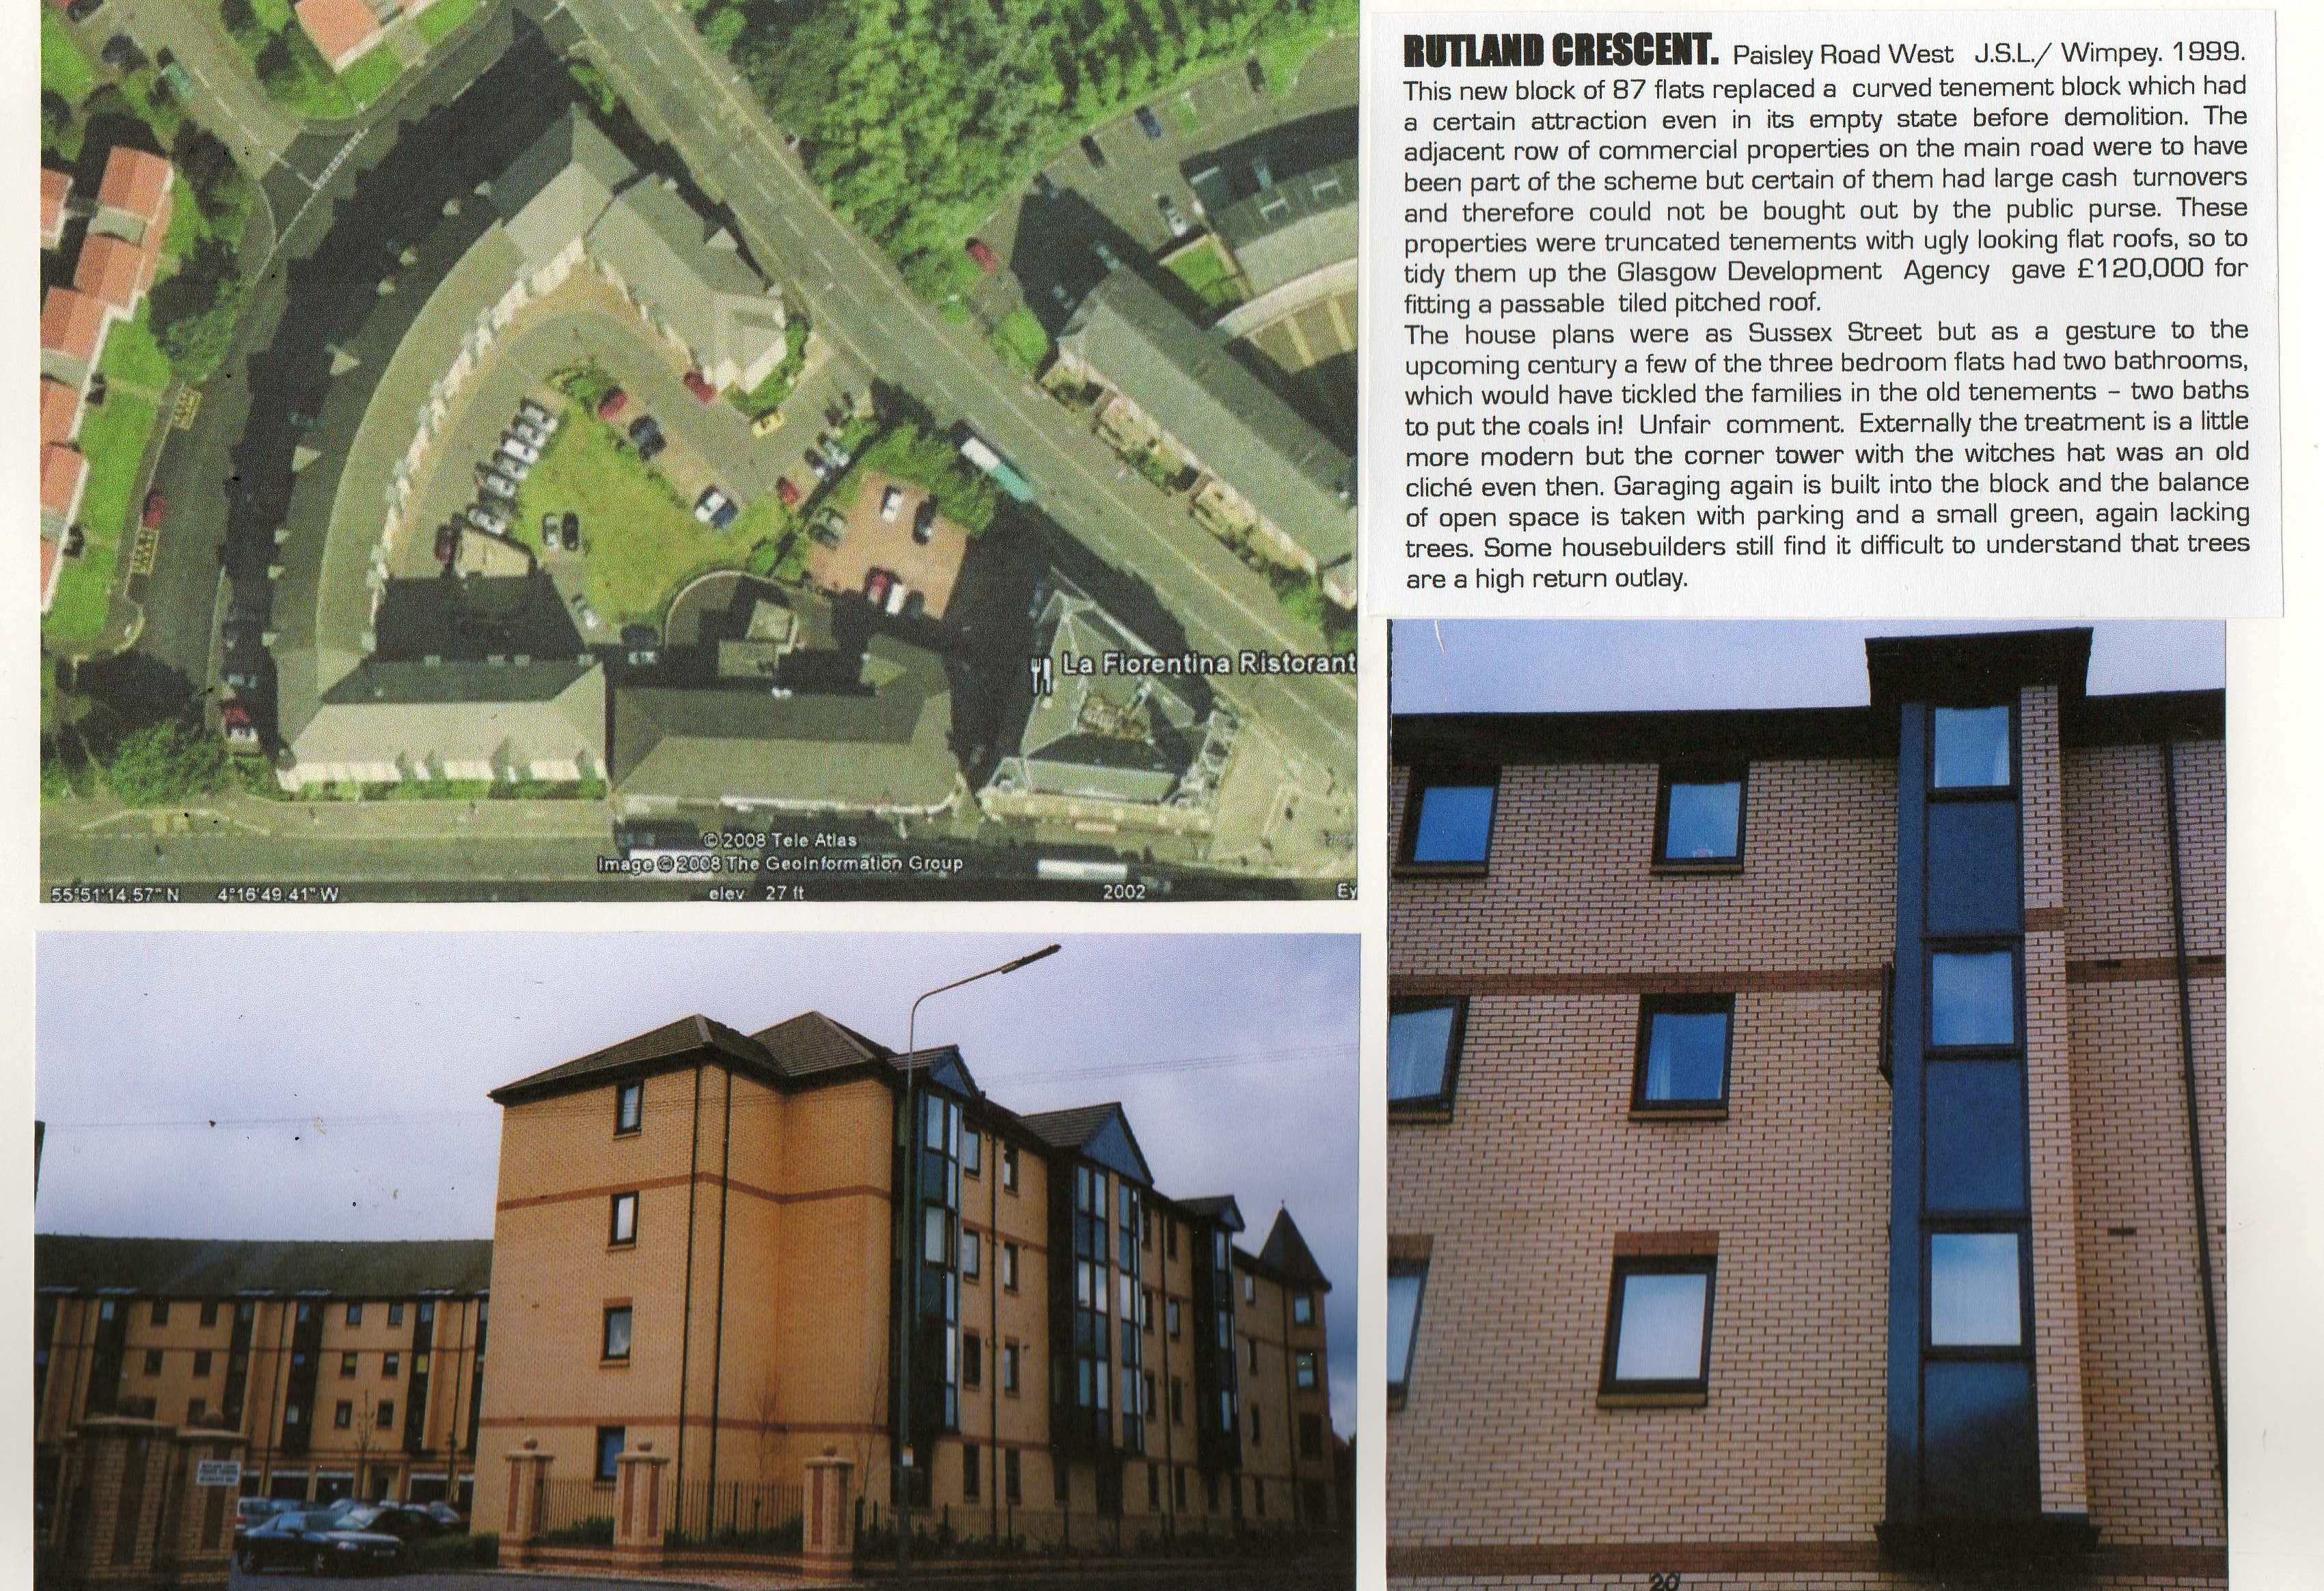 RUTLAND CRESCENT. Paisley Road West J.S.L./ Wimpey. 1999.
This new block of 87 flats replaced a curved tenement block which had
a certain attraction even in its empty state before demolition. The
adjacent row of commercial properties on the main road were to have
been part of the scheme but certain of them had large cash turnovers
and therefore could not be bought out by the public purse. These
properties were truncated tenements with ugly looking flat roofs, so to
tidy them up the Glasgow Development Agency gave £120,000 for
fitting a passable tiled pitched roof.
The house plans were as Sussex Street but as a gesture to the
upcoming century a few of the three bedroom flats had two bathrooms,
which would have tickled the families in the old tenements – two baths
to put the coals in! Unfair comment. Externally the treatment is a little
more modern but the corner tower with the witches hat was an old
cliché even then. Garaging again is built into the block and the balance
of open space is taken with parking and a small green, again lacking
trees. Some housebuilders still find it difficult to understand that trees
are a high return outlay.
La Fiorentina Ristorant
© 2008 Tele Atlas
Image © 2008 The GeoInformation Group
55°51'14.57" N 4°16'49.41" W elev 27 ft 2002 Ey
20